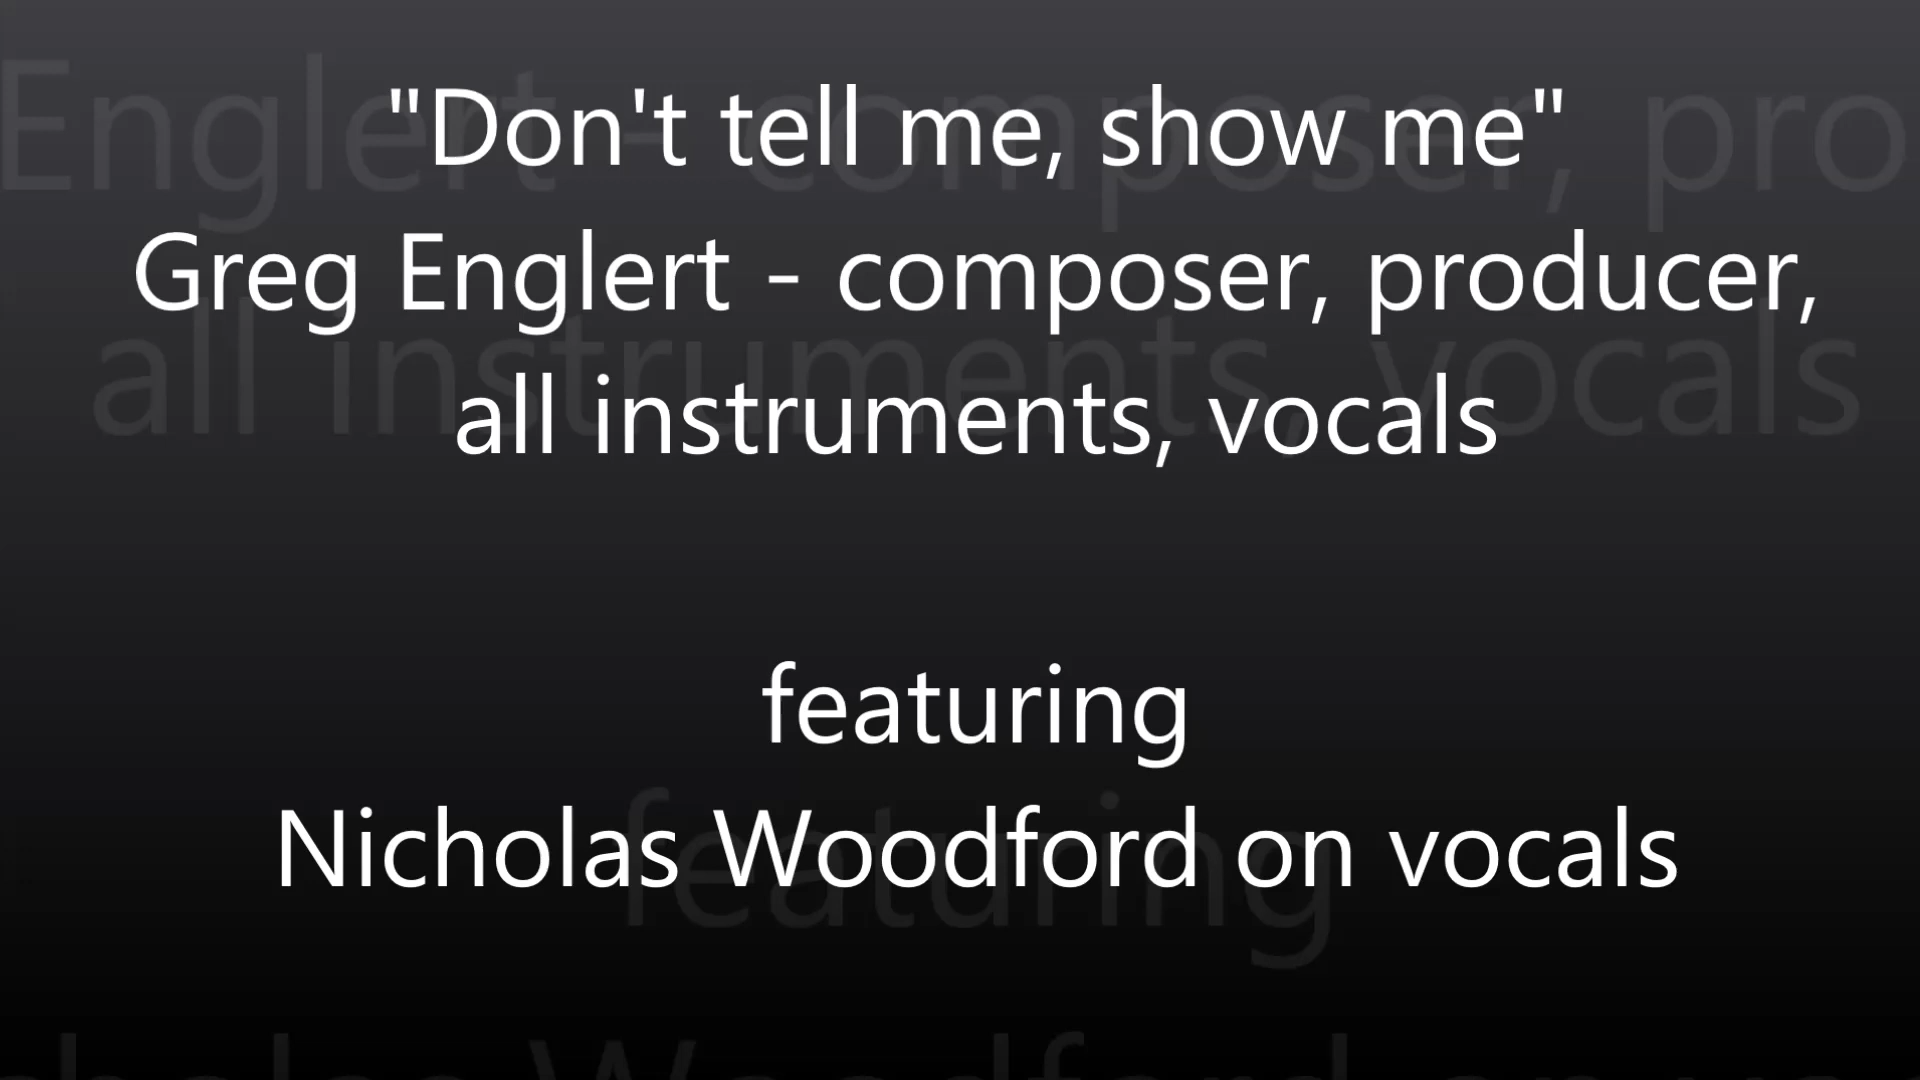 "Don't tell me, show me"
Greg Englert - composer, producer,
all instruments, vocals
featuring
Nicholas Woodford on vocals